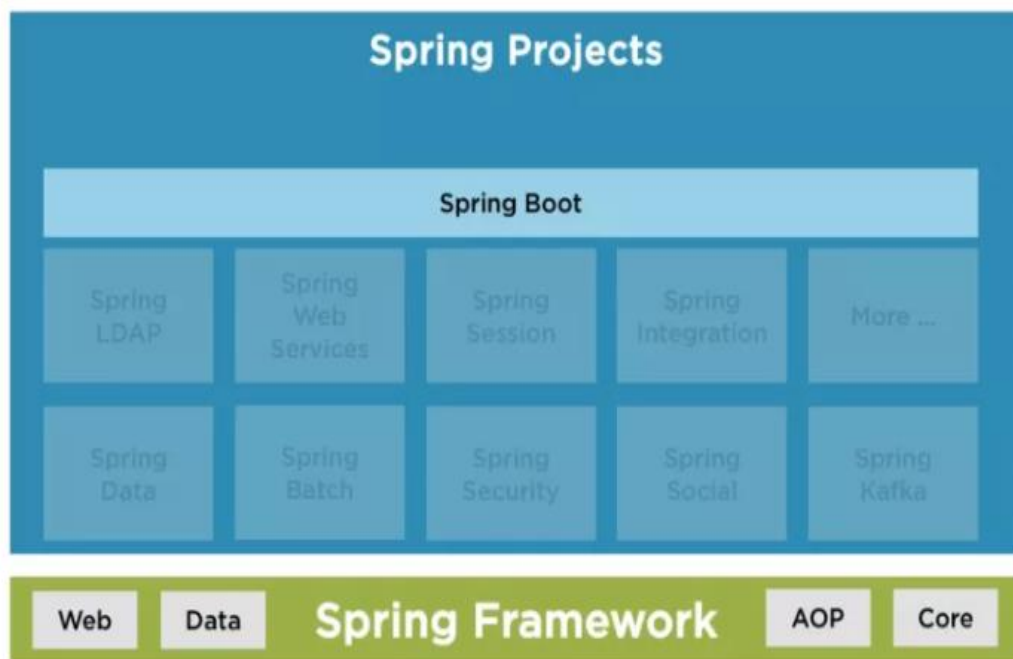 Spring Projects
Spring Boot
Spring
LDAP
Spring
Web
Services
Spring
Session
Spring
Integration
More ...
Spring
Data
Spring
Batch
Spring
Security
Spring
Social
Spring
Kafka
Web
Data
Spring Framework
AOP
Core